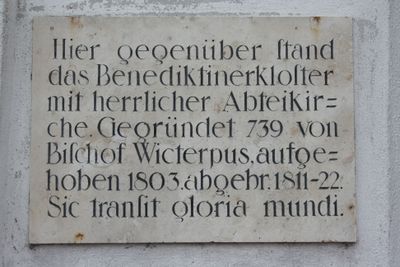 Hier gegenüber ſtand
das Benediktinerkloſter
mit herrlicher Abteikir=
che. Gegründet 739 von
Biſchof Wicterpus, aufge=
hoben 1803. abgebr. 1811-22.
Sic tranſit gloria mundi.